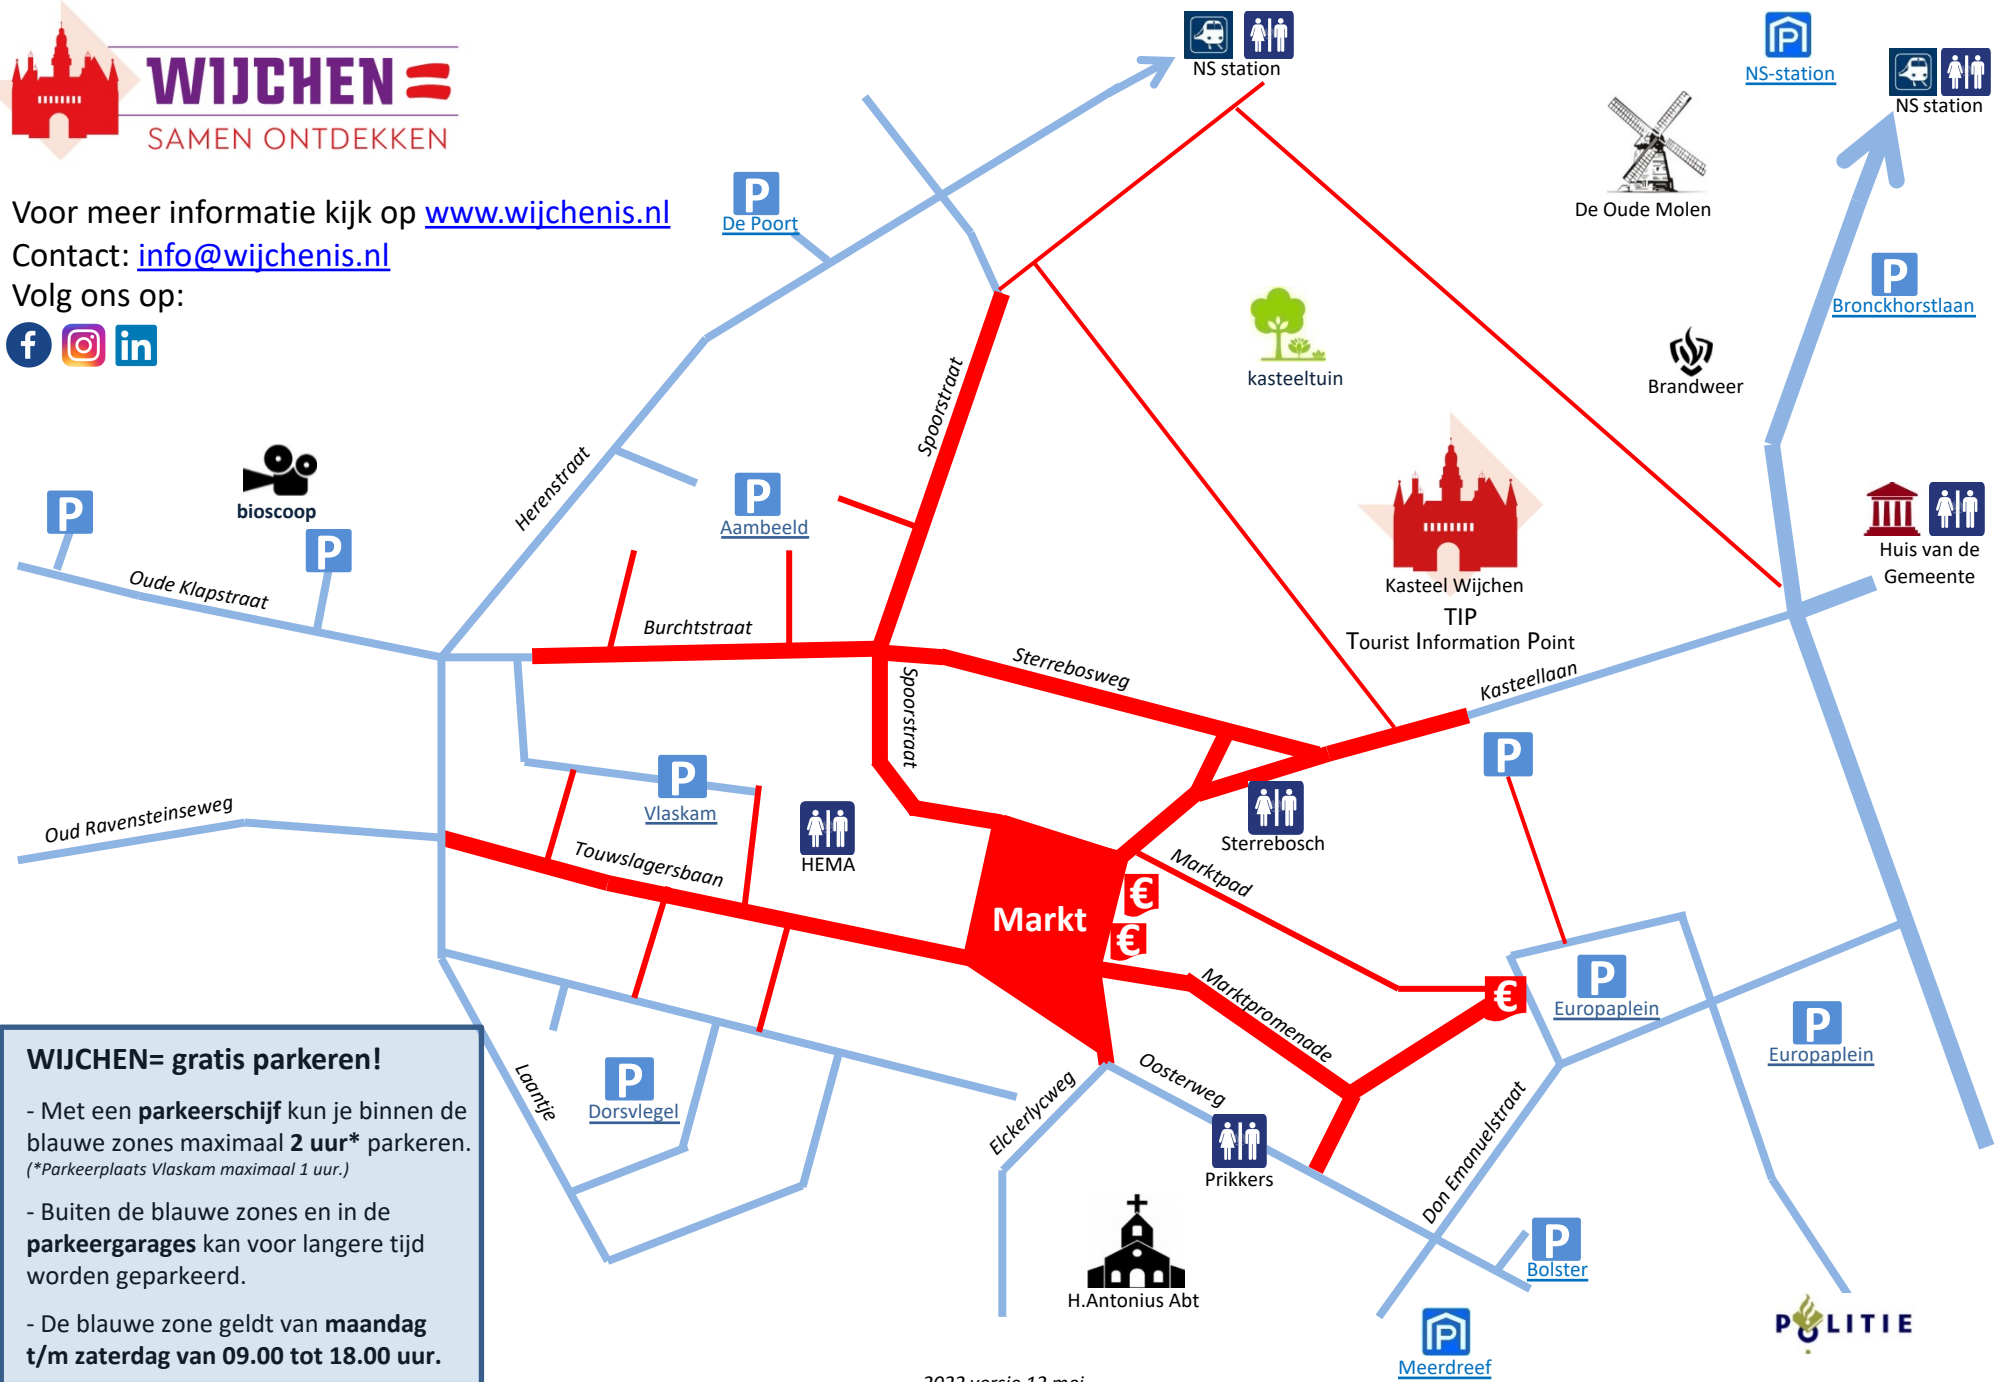 WIJCHEN=
SAMEN ONTDEKKEN
Voor meer informatie kijk op www.wijchenis.nl
Contact: info@wijchenis.nl
Volg ons op:
NS station
NS-station
NS station
De Oude Molen
P
De Poort
P
Bronckhorstlaan
kasteeltuin
Brandweer
Spoorstraat
Herenstraat
bioscoop
P
P
P
Aambeeld
Oude Klapstraat
Huis van de
Gemeente
Kasteel Wijchen
TIP
Tourist Information Point
Burchtstraat
Sterrebosweg
Spoorstraat
Kasteellaan
P
P
Vlaskam
HEMA
Sterrebosch
Oud Ravensteinseweg
Touwslagersbaan
Marktpad
€
€
Markt
Marktpromenade
€
P
Europaplein
P
Europaplein
P
Dorsvlegel
Laantje
Elckerlycweg
Oosterweg
Prikkers
Don Emanuelstraat
H.Antonius Abt
P
Bolster
P
Meerdreef
POLITIE
WIJCHEN= gratis parkeren!
- Met een parkeerschijf kun je binnen de
blauwe zones maximaal 2 uur* parkeren.
(*Parkeerplaats Vlaskam maximaal 1 uur.)
- Buiten de blauwe zones en in de
parkeergarages kan voor langere tijd
worden geparkeerd.
- De blauwe zone geldt van maandag
t/m zaterdag van 09.00 tot 18.00 uur.
2022 versie 12 mei